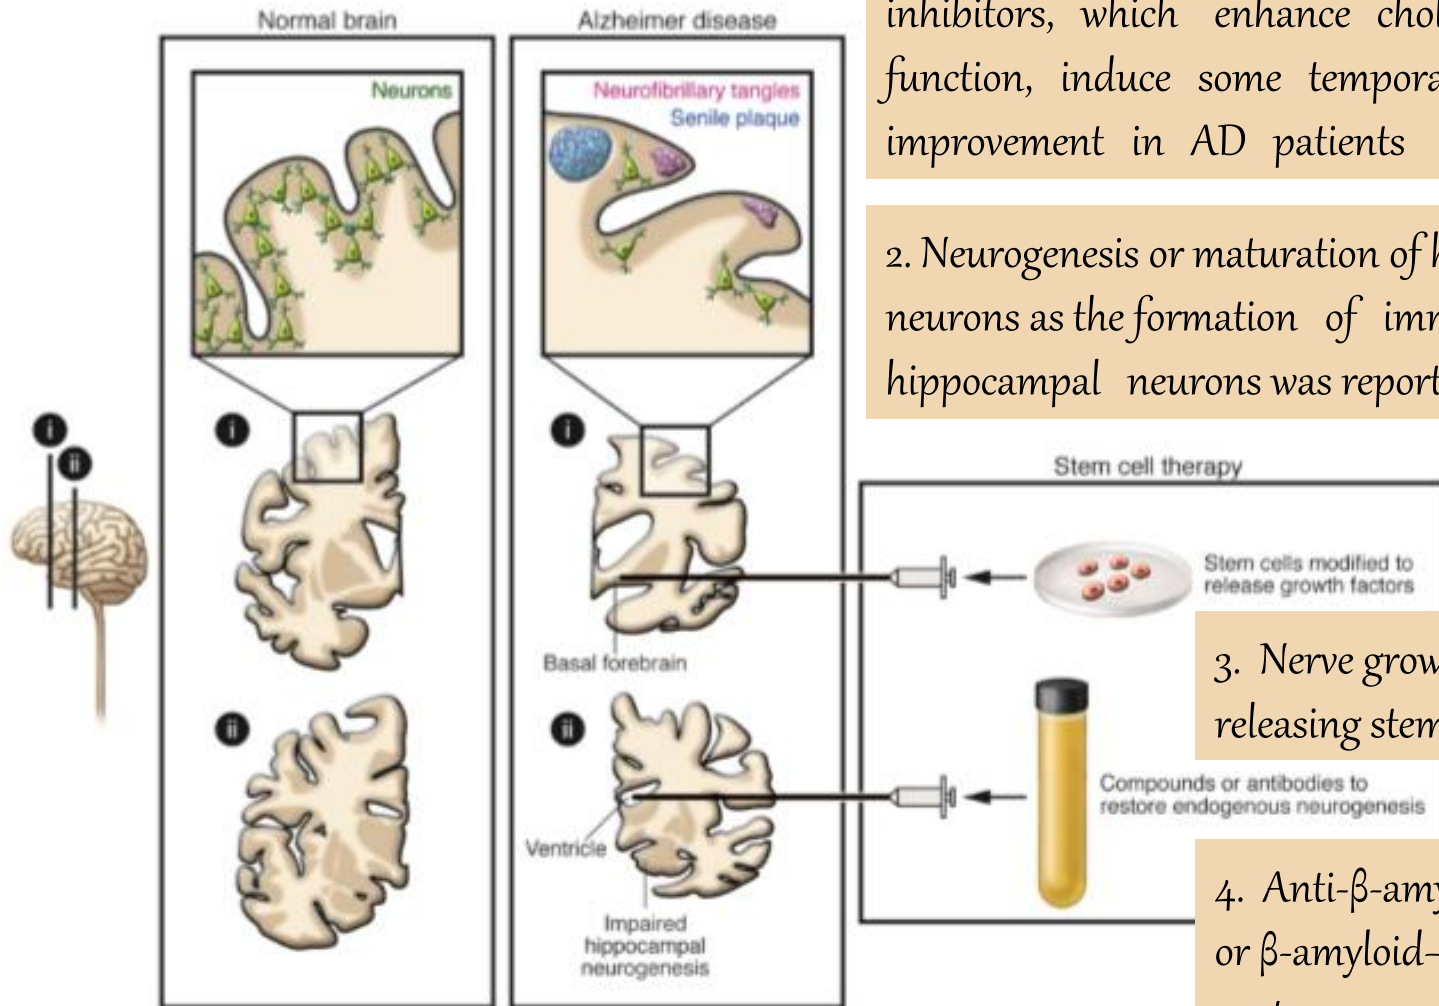 Normal brain
Neurons
i
ii
i
ii
Alzheimer disease
Neurofibrillary tangles
Senile plaque
i
Basal forebrain
ii
Ventricle
Impaired
hippocampal
neurogenesis
inhibitors, which enhance
function, induce some
improvement in AD patients
2. Neurogenesis or maturation of
neurons as the formation of
hippocampal neurons was
Stem cell therapy
Stem cells modified to
release growth factors
3. Nerve
releasing
Compounds or antibodies to
restore endogenous neurogenesis
4.
or